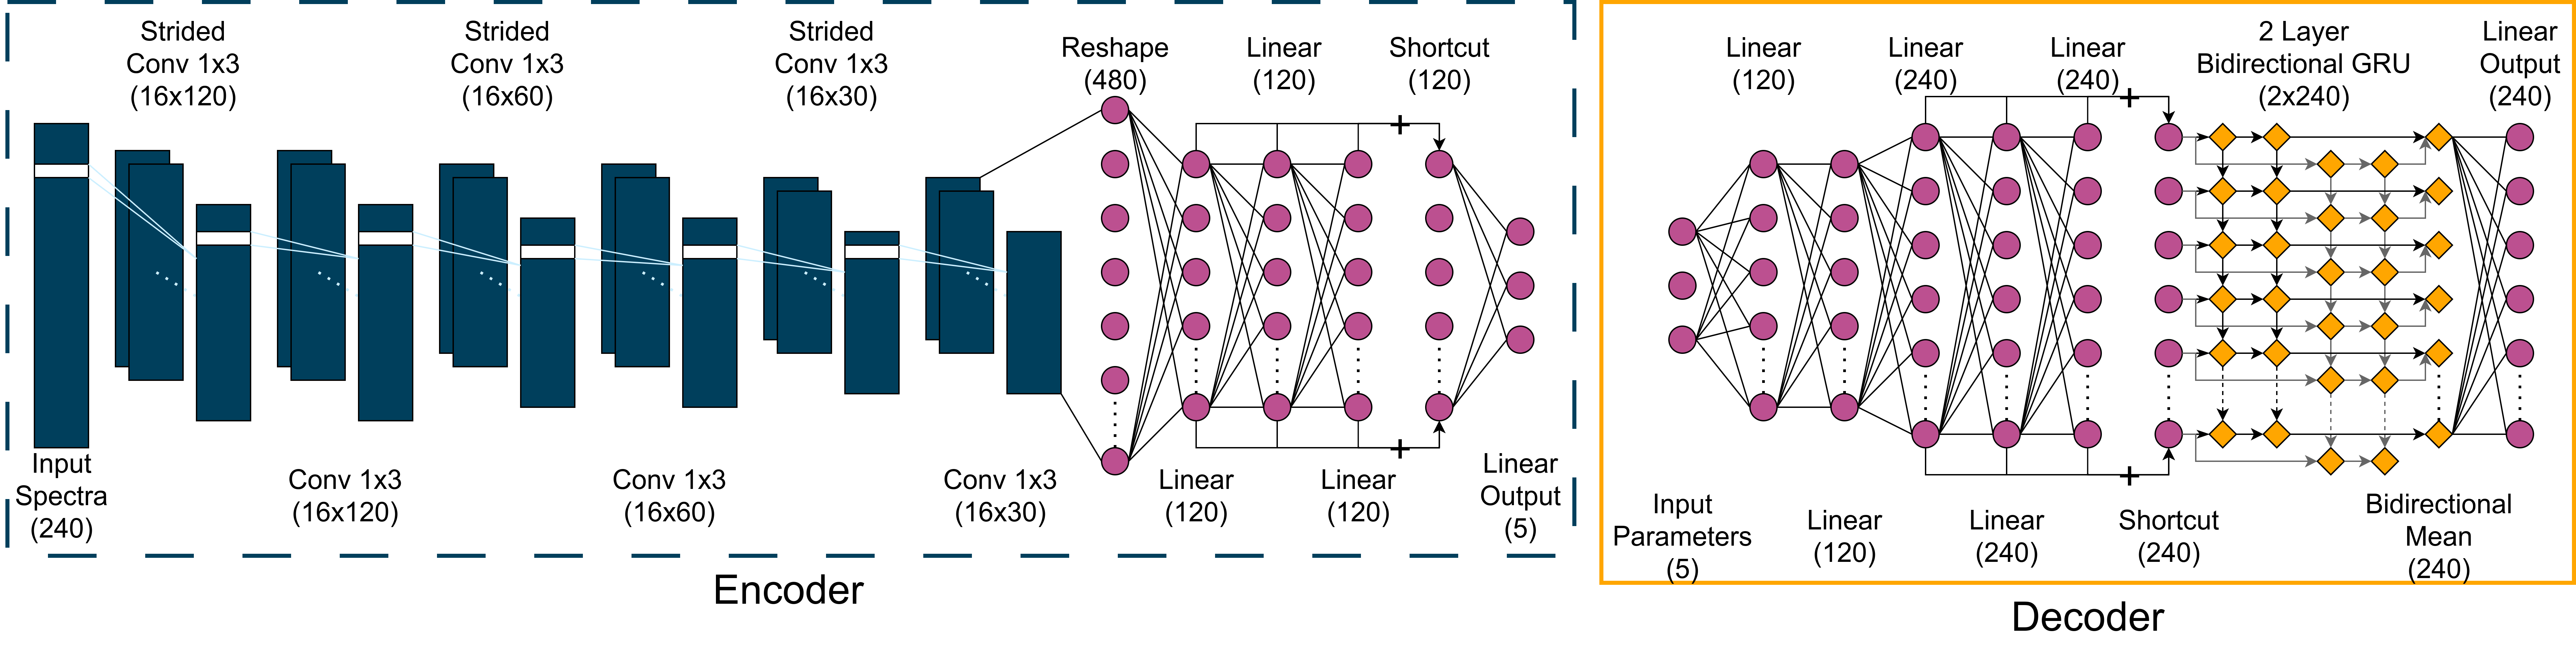 Strided
Conv 1x3
(16x120)
Strided
Conv 1x3
(16x60)
Strided
Conv 1x3
(16x30)
Reshape
(480)
Linear
(120)
Shortcut
(120)
Input
Spectra
(240)
Conv 1x3
(16x120)
Conv 1x3
(16x60)
Conv 1x3
(16x30)
Linear
(120)
Linear
(120)
Linear
Output
(5)
Encoder
Linear
(120)
Linear
(240)
Linear
(240)
2 Layer
Bidirectional GRU
(2x240)
Linear
Output
(240)
Input
Parameters
(5)
Linear
(120)
Linear
(240)
Shortcut
(240)
Bidirectional
Mean
(240)
Decoder